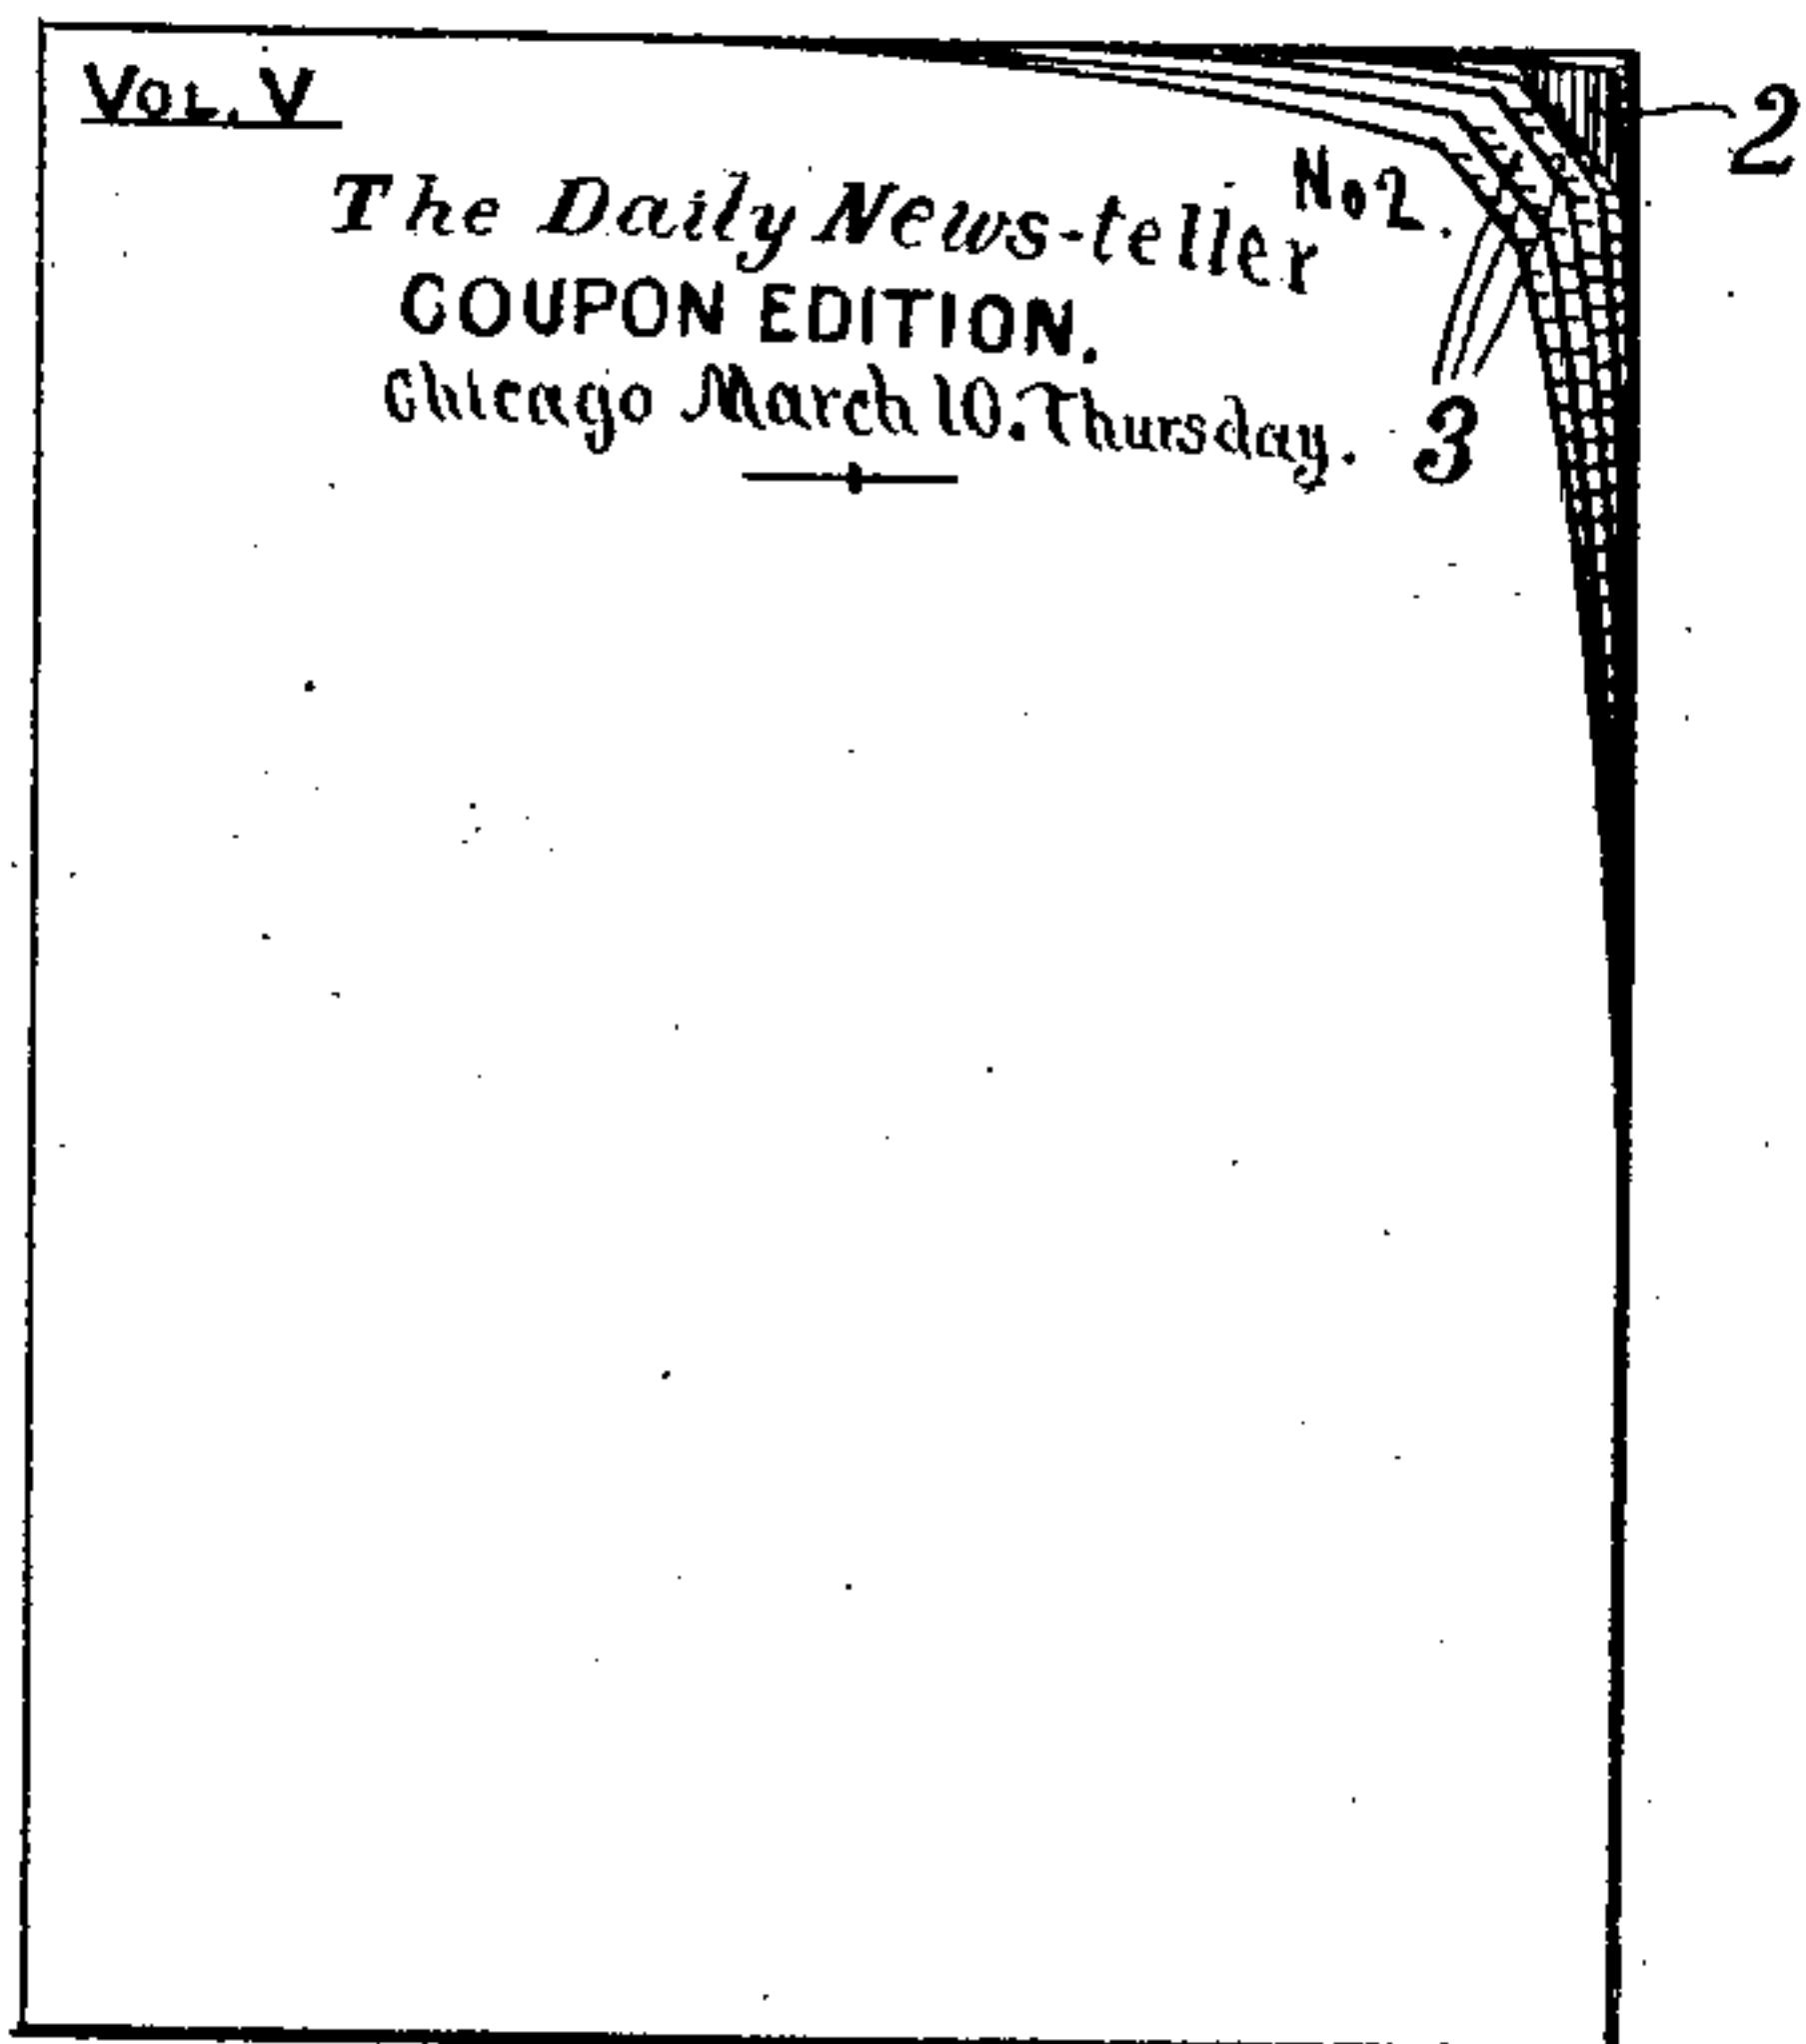 VOL. V
2
No 2.
The Daily News-teller
COUPON EDITION.
Chicago March 10. Thursday.
3